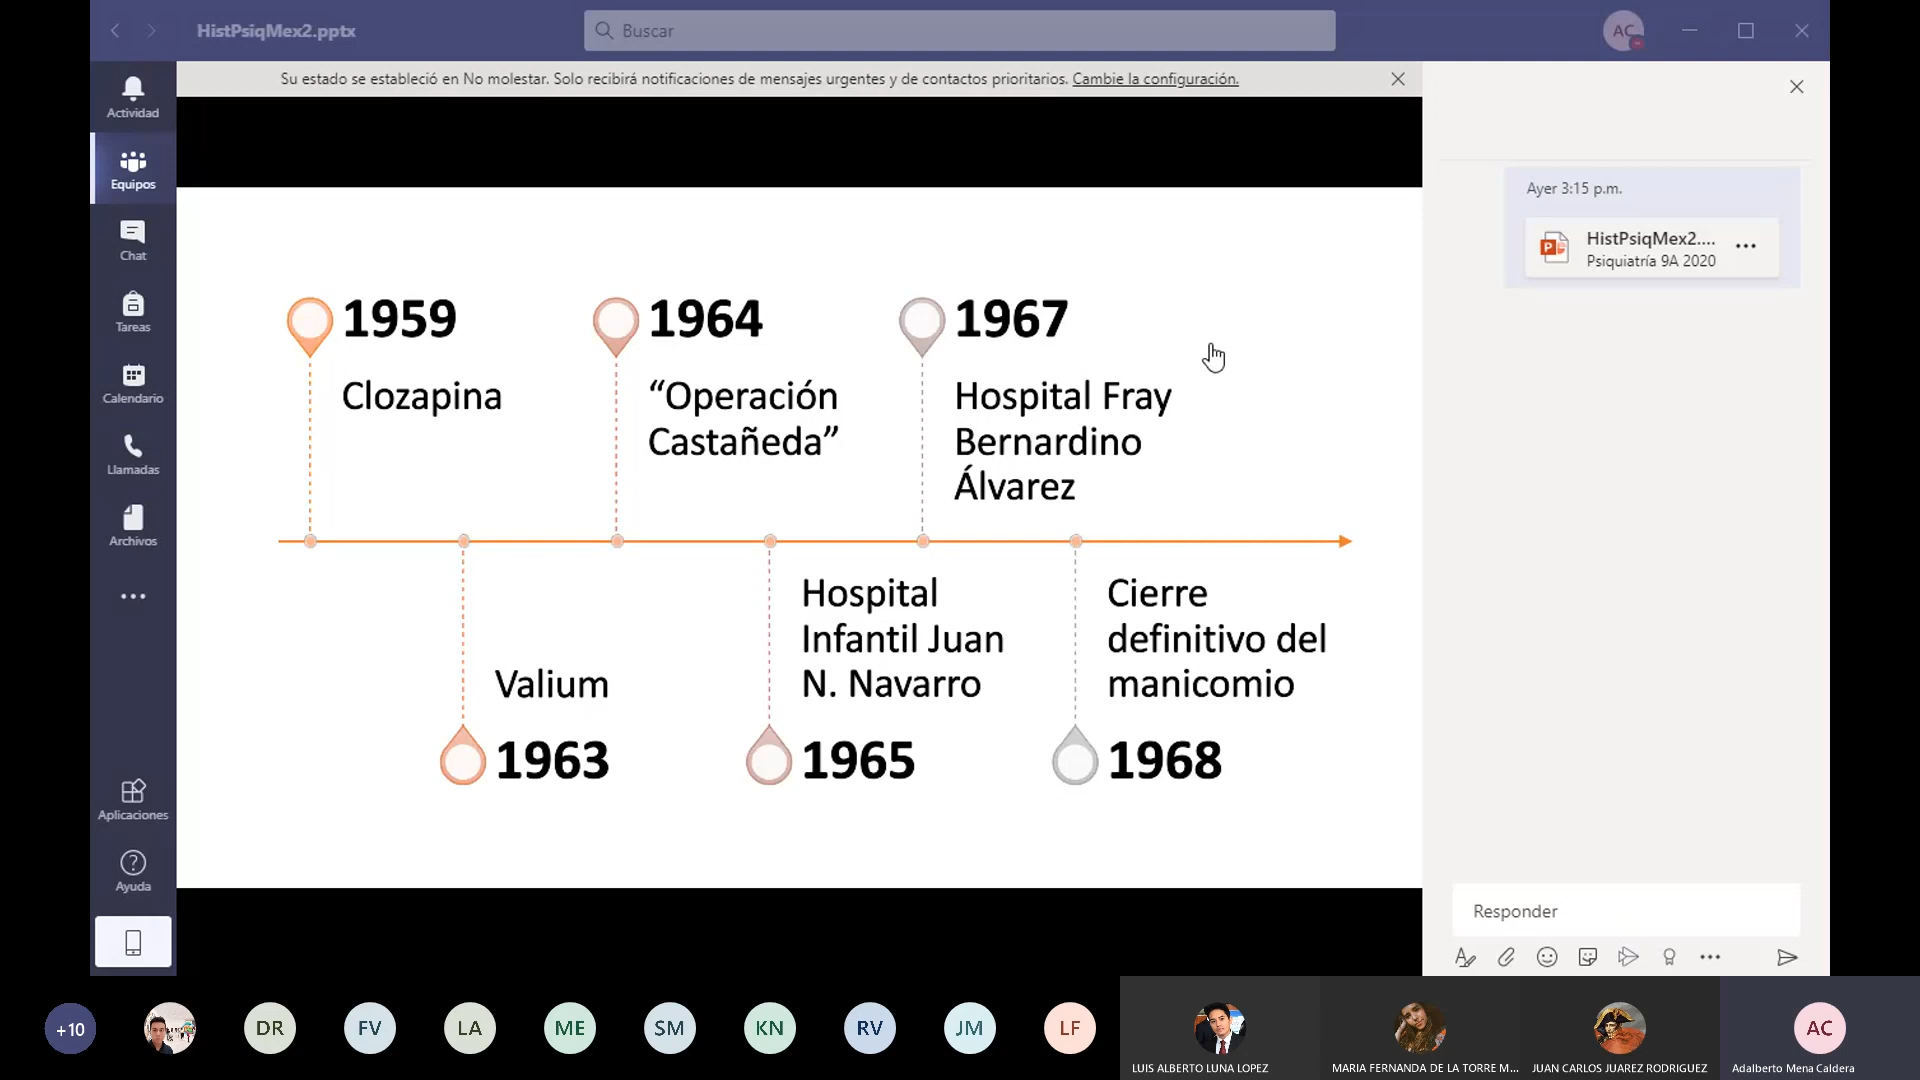 HistPsiqMex2.pptx
Buscar
AC
Su estado se estableció en No molestar. Solo recibirá notificaciones de mensajes urgentes y de contactos prioritarios. Cambie la configuración.
Actividad
Equipos
Chat
Tareas
Calendario
Llamadas
Archivos
Aplicaciones
Ayuda
1959
Clozapina
1964
“Operación
Castañeda”
1967
Hospital Fray
Bernardino
Álvarez
Valium
1963
Hospital
Infantil Juan
N. Navarro
1965
Cierre
definitivo del
manicomio
1968
Ayer 3:15 p.m.
HistPsiqMex2....
Psiquiatría 9A 2020
Responder
+10
DR
FV
LA
ME
SM
KN
RV
JM
LF
LUIS ALBERTO LUNA LOPEZ
MARIA FERNANDA DE LA TORRE M...
JUAN CARLOS JUAREZ RODRIGUEZ
AC
Adalberto Mena Caldera